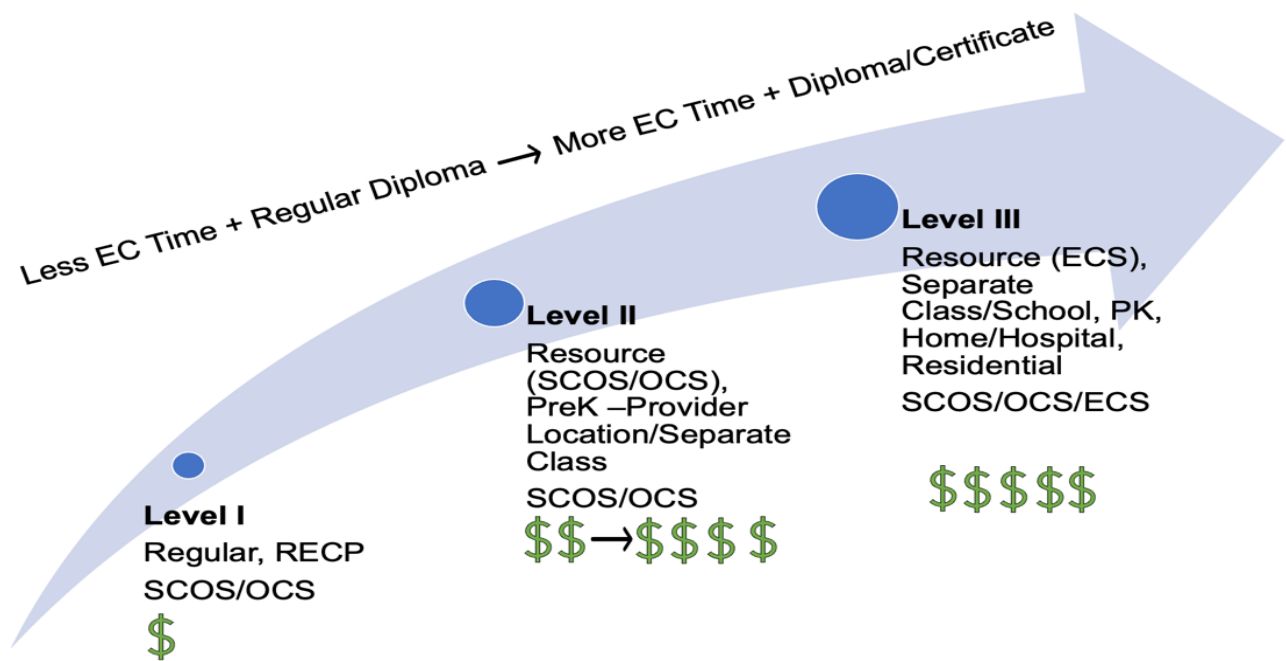 Less EC Time + Regular Diploma → More EC Time + Diploma/Certificate
Level I
Regular, RECP
SCOS/OCS
$
Level II
Resource
(SCOS/OCS),
PreK –Provider
Location/Separate
Class
SCOS/OCS
$$→$$$ $
Level III
Resource (ECS),
Separate
Class/School, PK,
Home/Hospital,
Residential
SCOS/OCS/ECS
$$$$$